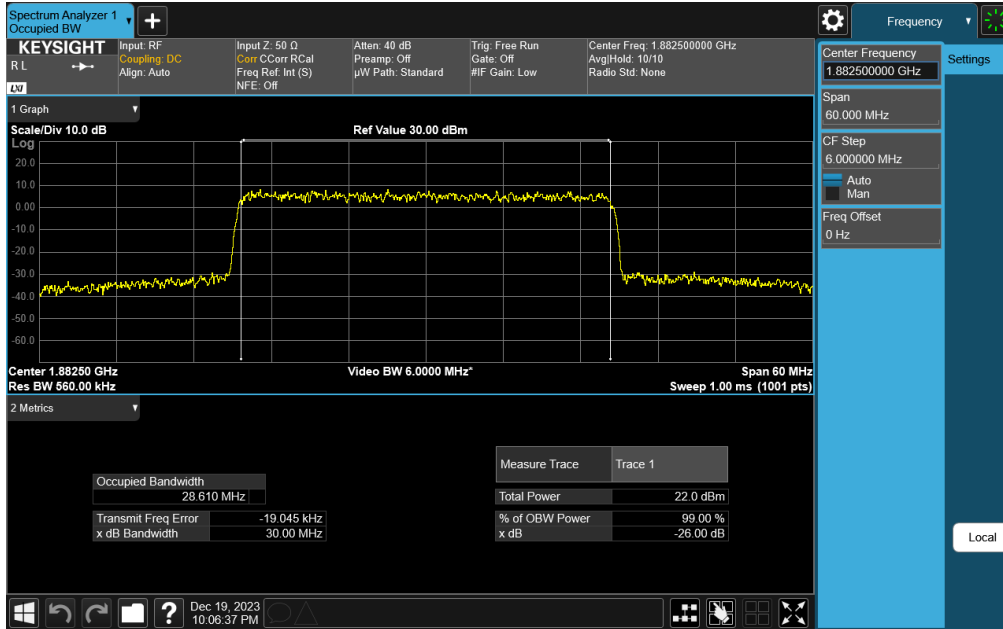 Spectrum Analyzer 1
Occupied BW
+
Frequency
KEYSIGHT
R L
LXI
Input: RF
Coupling: DC
Align: Auto
Input Z: 50 Ω
Corr CCorr RCal
Freq Ref: Int (S)
NFE: Off
Atten: 40 dB
Preamp: Off
µW Path: Standard
Trig: Free Run
Gate: Off
#IF Gain: Low
Center Freq: 1.882500000 GHz
Avg|Hold: 10/10
Radio Std: None
Center Frequency
1.882500000 GHz
Settings
Span
60.000 MHz
CF Step
6.000000 MHz
Auto
Man
Freq Offset
0 Hz
Local
1 Graph
Scale/Div 10.0 dB
Ref Value 30.00 dBm
Log
20.0
10.0
0.00
-10.0
-20.0
-30.0
-40.0
-50.0
-60.0
Center 1.88250 GHz
Video BW 6.0000 MHz*
Span 60 MHz
Res BW 560.00 kHz
Sweep 1.00 ms (1001 pts)
2 Metrics
Measure Trace Trace 1
Occupied Bandwidth
28.610 MHz
Total Power 22.0 dBm
Transmit Freq Error -19.045 kHz
% of OBW Power 99.00 %
x dB Bandwidth 30.00 MHz
x dB -26.00 dB
?
Dec 19, 2023
10:06:37 PM